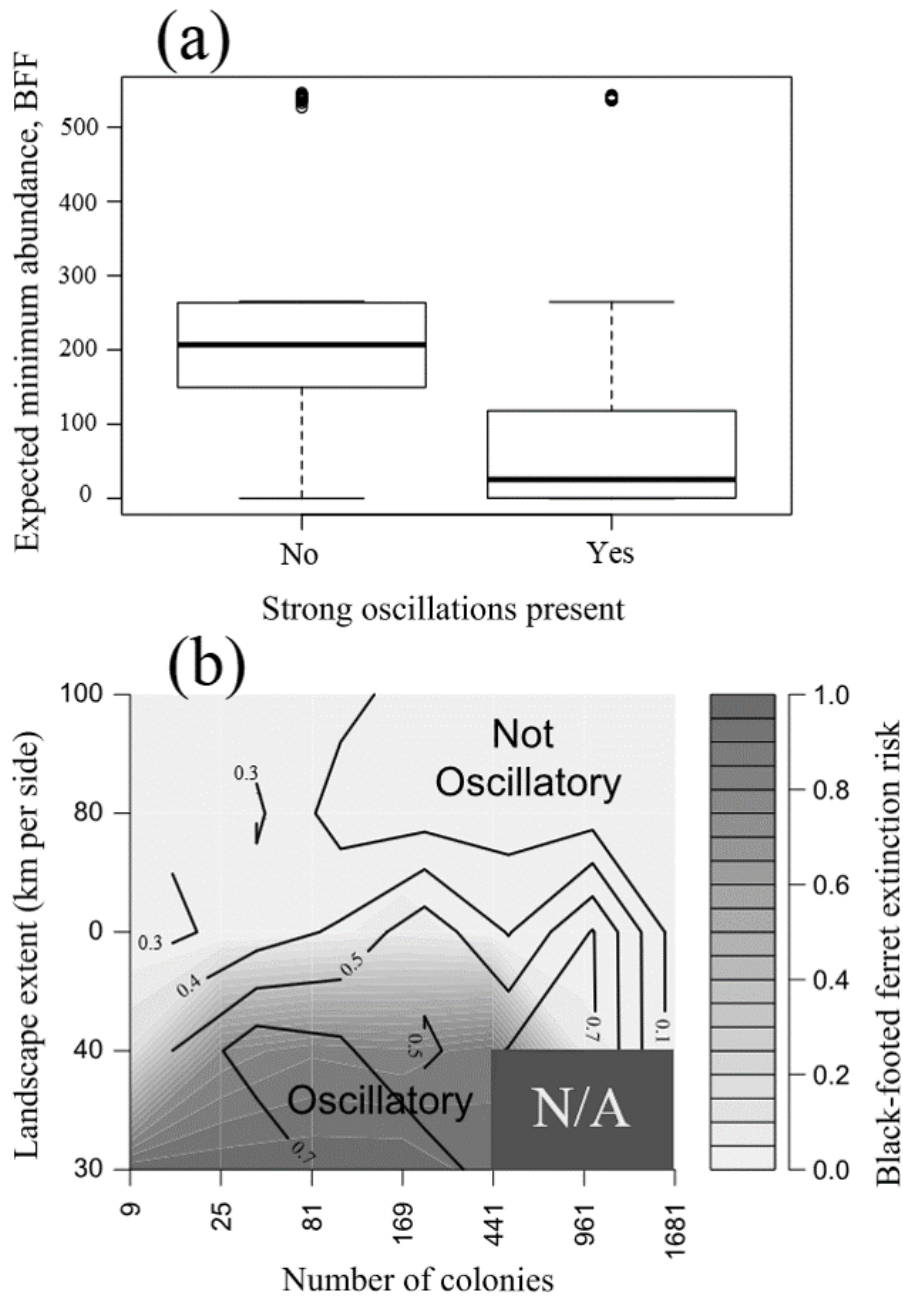 (a)
Expected minimum abundance, BFF
500
400
300
200
100
0
No
Yes
Strong oscillations present
(b)
Landscape extent (km per side)
100
80
0
40
30
Not
Oscillatory
0.3
0.3
0.4
0.5
0.5
0.7
0.1
Oscillatory
0.7
N/A
9
25
81
169
441
961
1681
Number of colonies
1.0
0.8
0.6
0.4
0.2
0.0
Black-footed ferret extinction risk